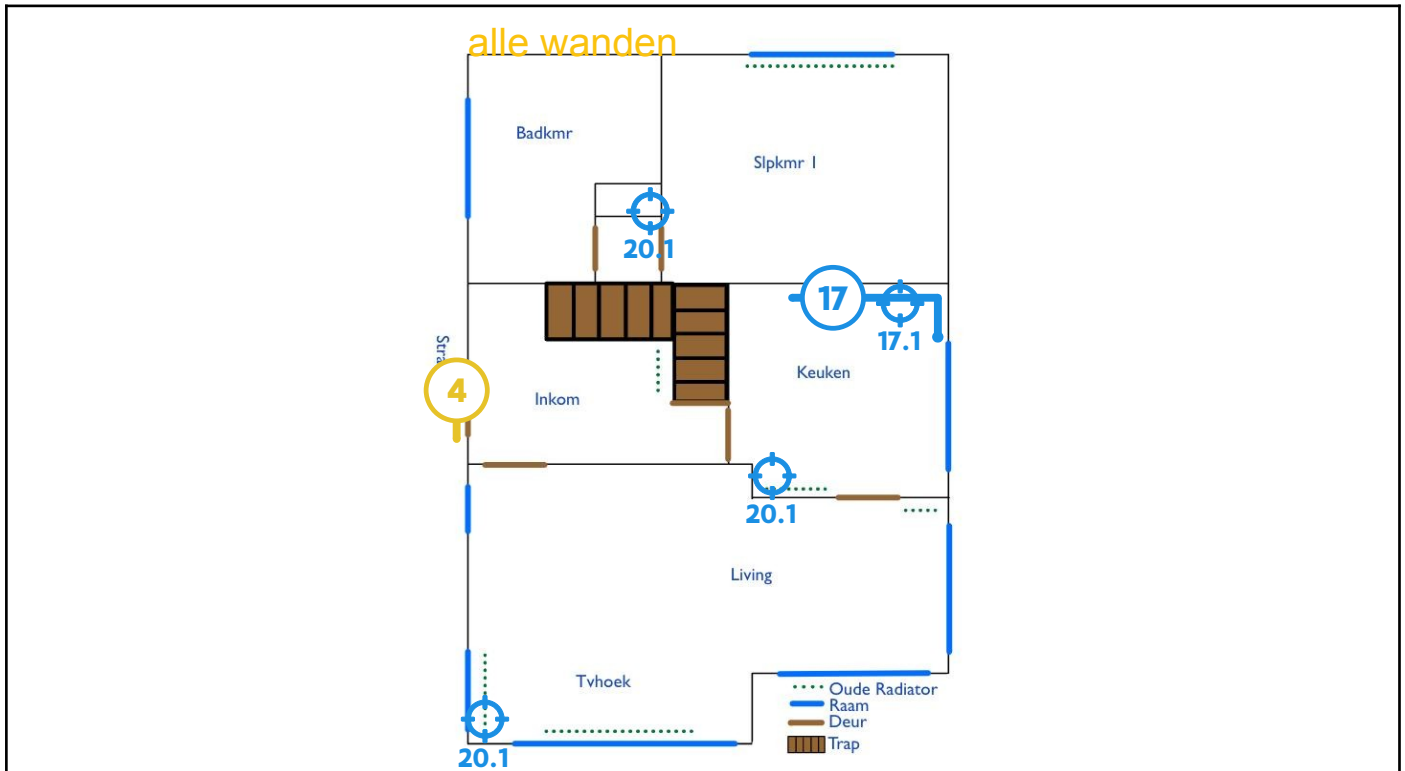 alle wanden
Badkmr
Slpkmr 1
20.1
17
17.1
Keuken
4
Inkom
20.1
Living
Tvhoek
20.1
Oude Radiator
Raam
Deur
Trap